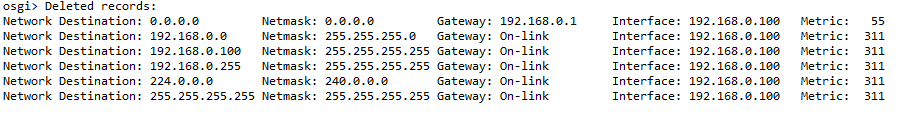 osgi> Deleted records:
Network Destination: 0.0.0.0         Netmask: 0.0.0.0         Gateway: 192.168.0.1     Interface: 192.168.0.100   Metric:   55
Network Destination: 192.168.0.0     Netmask: 255.255.255.0   Gateway: On-link         Interface: 192.168.0.100   Metric:  311
Network Destination: 192.168.0.100   Netmask: 255.255.255.255 Gateway: On-link         Interface: 192.168.0.100   Metric:  311
Network Destination: 192.168.0.255   Netmask: 255.255.255.255 Gateway: On-link         Interface: 192.168.0.100   Metric:  311
Network Destination: 224.0.0.0       Netmask: 240.0.0.0       Gateway: On-link         Interface: 192.168.0.100   Metric:  311
Network Destination: 255.255.255.255 Netmask: 255.255.255.255 Gateway: On-link         Interface: 192.168.0.100   Metric:  311